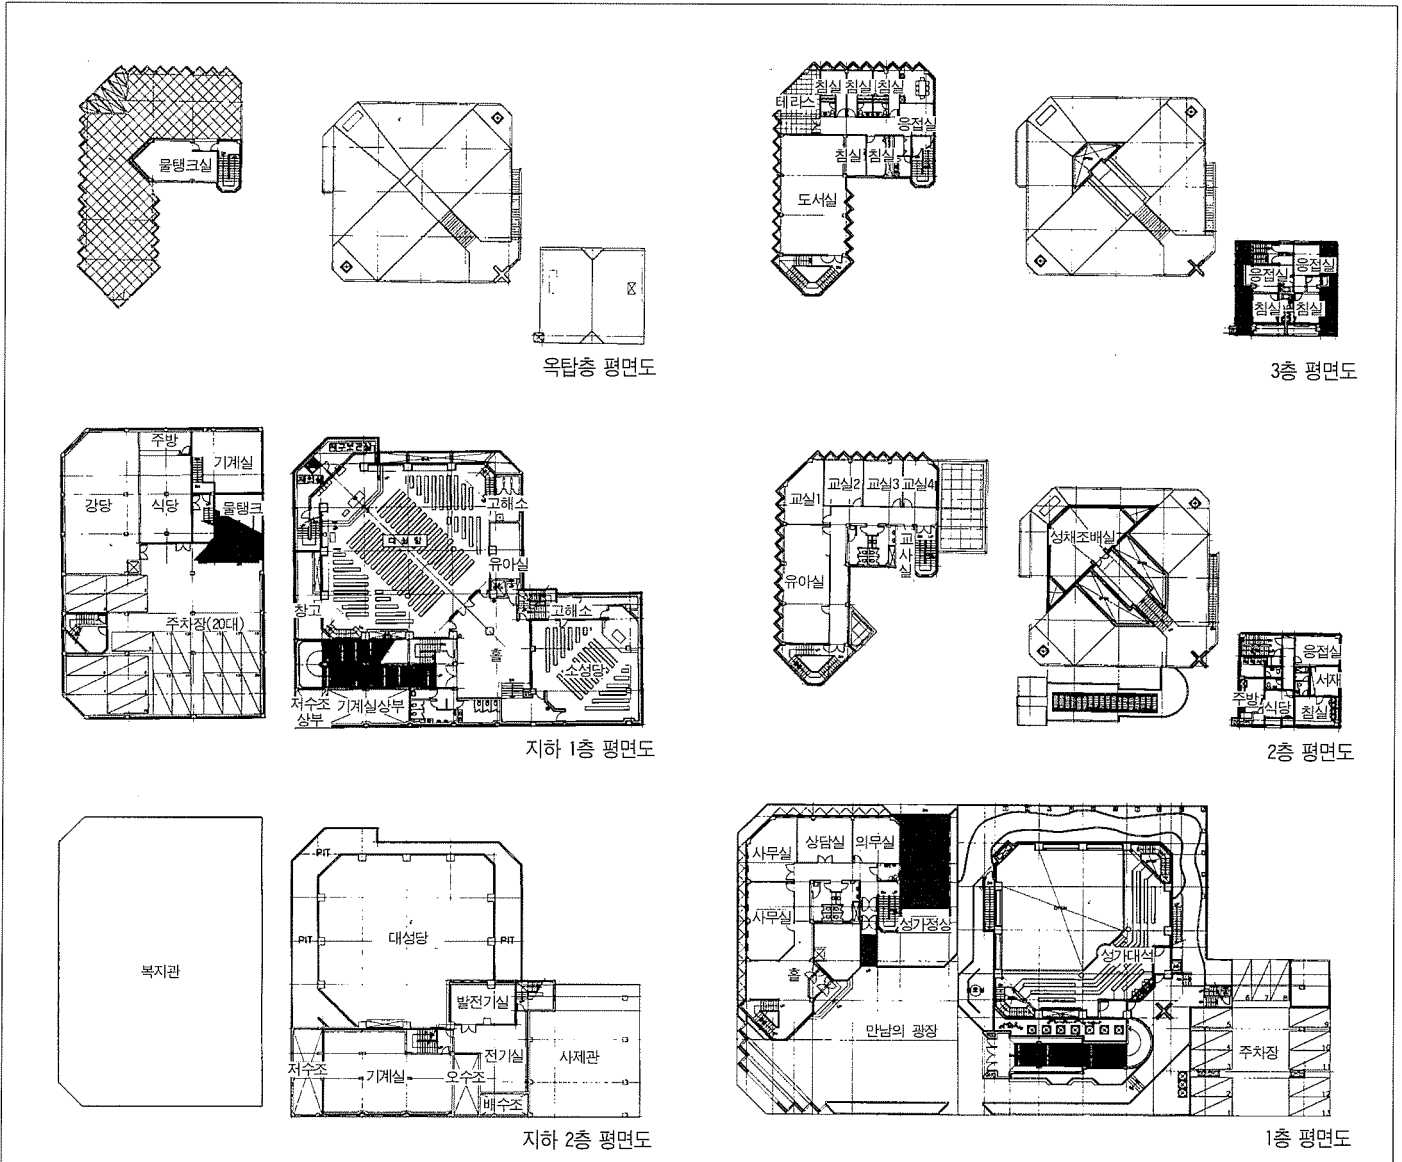 물탱크실
옥탑층 평면도
침실 침실 침실
테라스
응접실
침실 침실
도서실
응접실 응접실
침실 침실
3층 평면도
주방
기계실
강당 식당 물탱크
주차장(20대)
고해소
대성당
유아실
창고 고해소
홀
소성당
저수조
상부
기계실상부
지하 1층 평면도
교실1 교실2 교실3 교실4
교사실
유아실
성채조배실
응접실
서재
주방 식당 침실
2층 평면도
복지관
PIT
PIT 대성당 PIT
발전기실
전기실 사제관
저수조 기계실 오수조
배수조
지하 2층 평면도
사무실 상담실 의무실
사무실
성가정상
홀
만남의 광장
OPEN
성가대석
주차장
1층 평면도